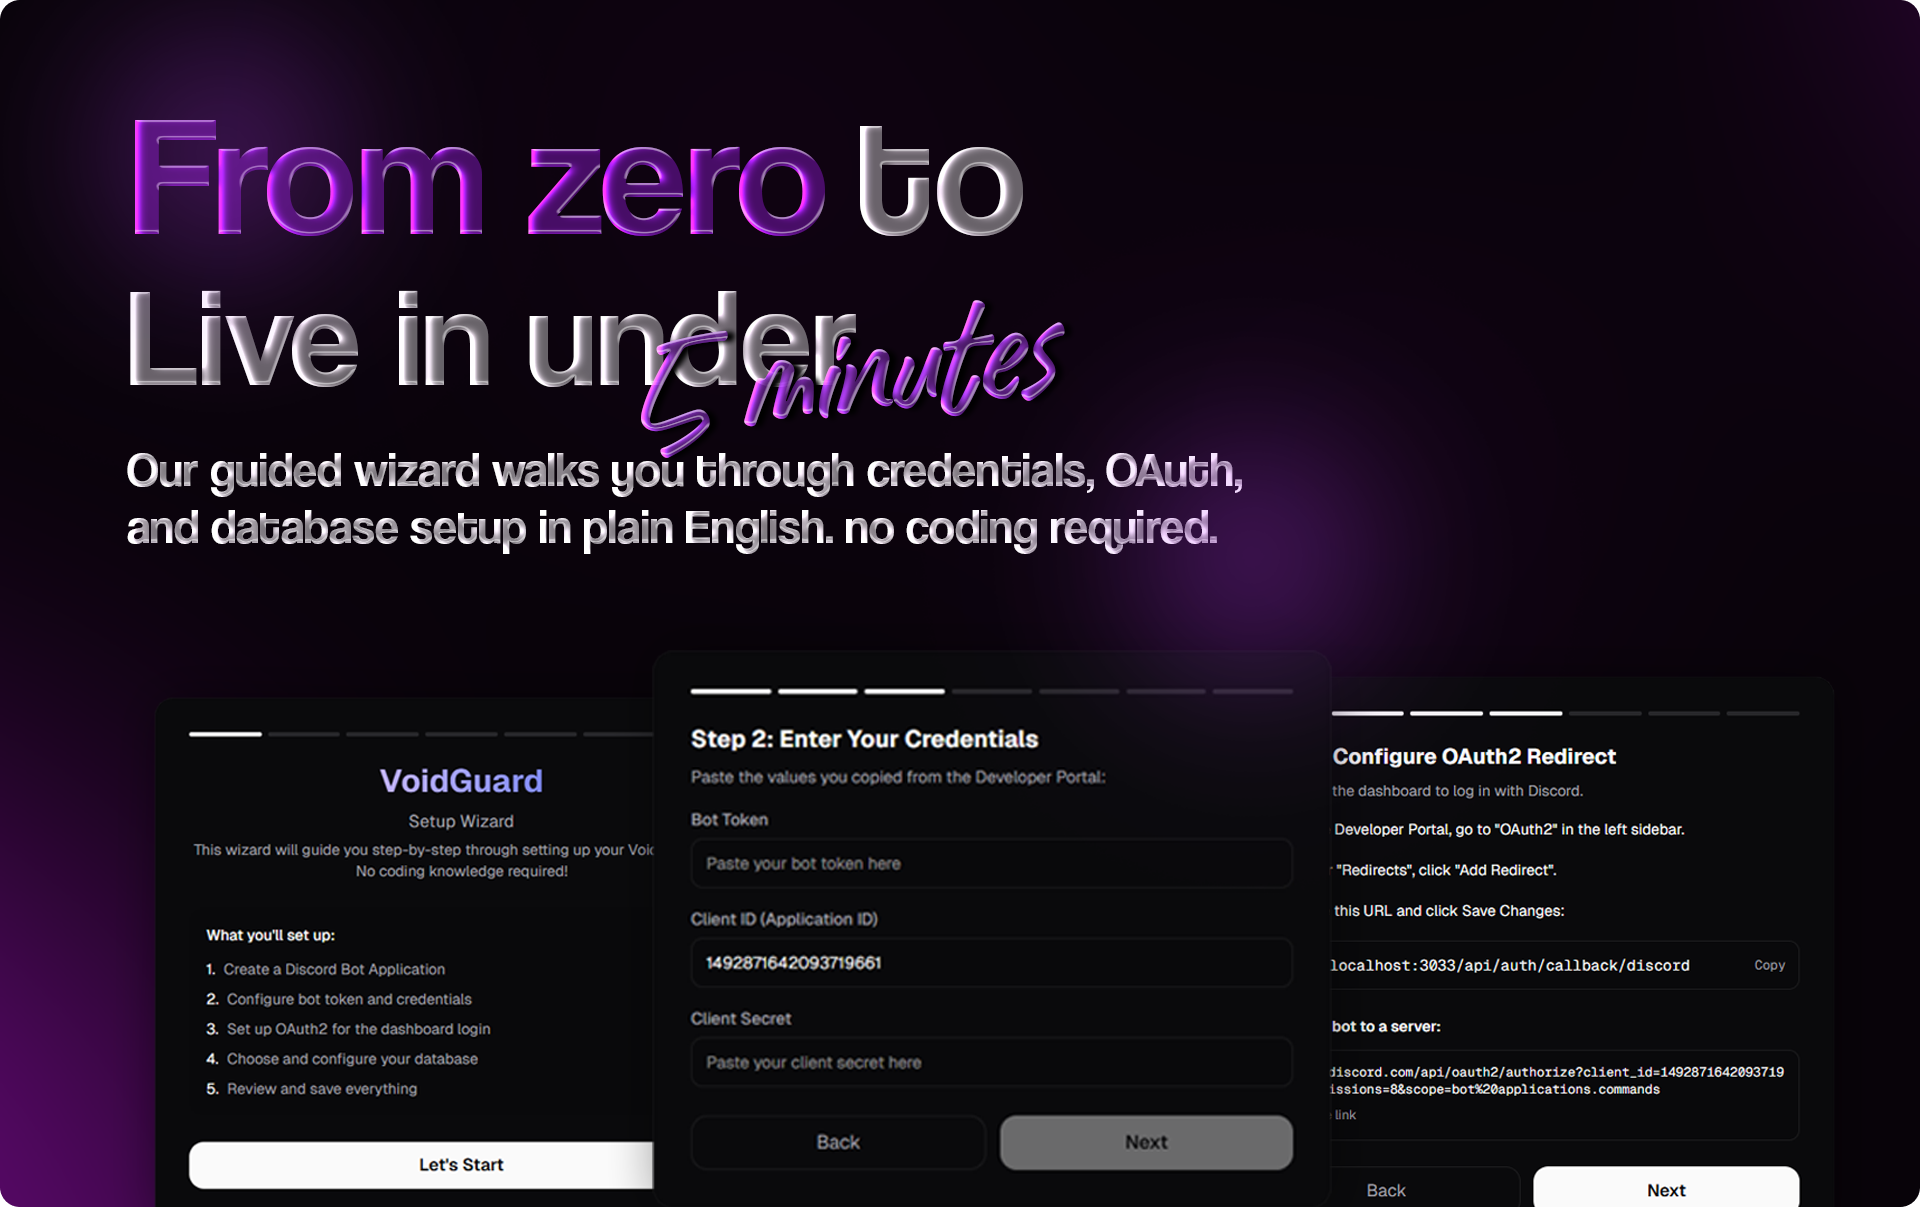 From zero to
Live in under
5 minutes
Our guided wizard walks you through credentials, OAuth,
and database setup in plain English. no coding required.
VoidGuard
Setup Wizard
This wizard will guide you step-by-step through setting up your
No coding knowledge required!
What you'll set up:
1. Create a Discord Bot Application
2. Configure bot token and credentials
3. Set up OAuth2 for the dashboard login
4. Choose and configure your database
5. Review and save everything
Let's Start
Step 2: Enter Your Credentials
Paste the values you copied from the Developer Portal:
Bot Token
Paste your bot token here
Client ID (Application ID)
1492871642093719661
Client Secret
Paste your client secret here
Back
Next
Configure OAuth2 Redirect
the dashboard to log in with Discord.
Developer Portal, go to "OAuth2" in the left sidebar.
"Redirects", click "Add Redirect".
this URL and click Save Changes:
localhost:3033/api/auth/callback/discord
Copy
bot to a server:
discord.com/api/oauth2/authorize?client_id=1492871642093719
issions=8&scope=bot%20applications.commands
link
Back
Next